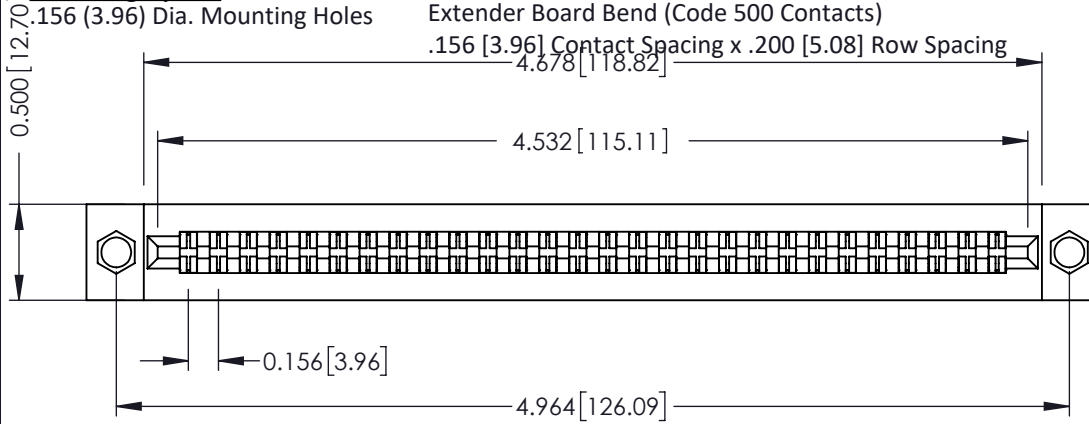 .156 (3.96) Dia. Mounting Holes
Extender Board Bend (Code 500 Contacts)
.156 [3.96] Contact Spacing x .200 [5.08] Row Spacing
4.678[118.82]
0.500 [12.70
4.532[115.11]
0.156[3.96]
4.964[126.09]